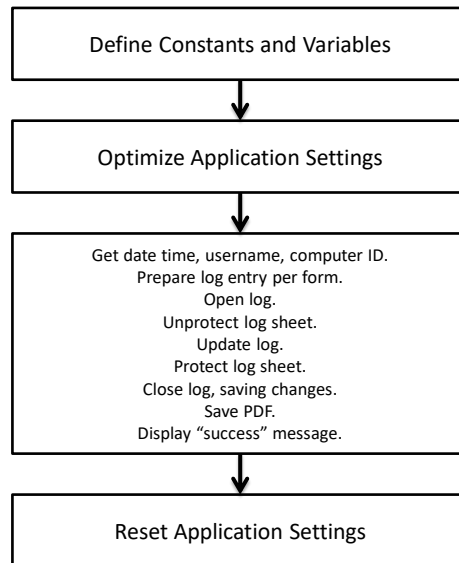 Define Constants and Variables
Optimize Application Settings
Get date time, username, computer ID.
Prepare log entry per form.
Open log.
Unprotect log sheet.
Update log.
Protect log sheet.
Close log, saving changes.
Save PDF.
Display “success” message.
Reset Application Settings